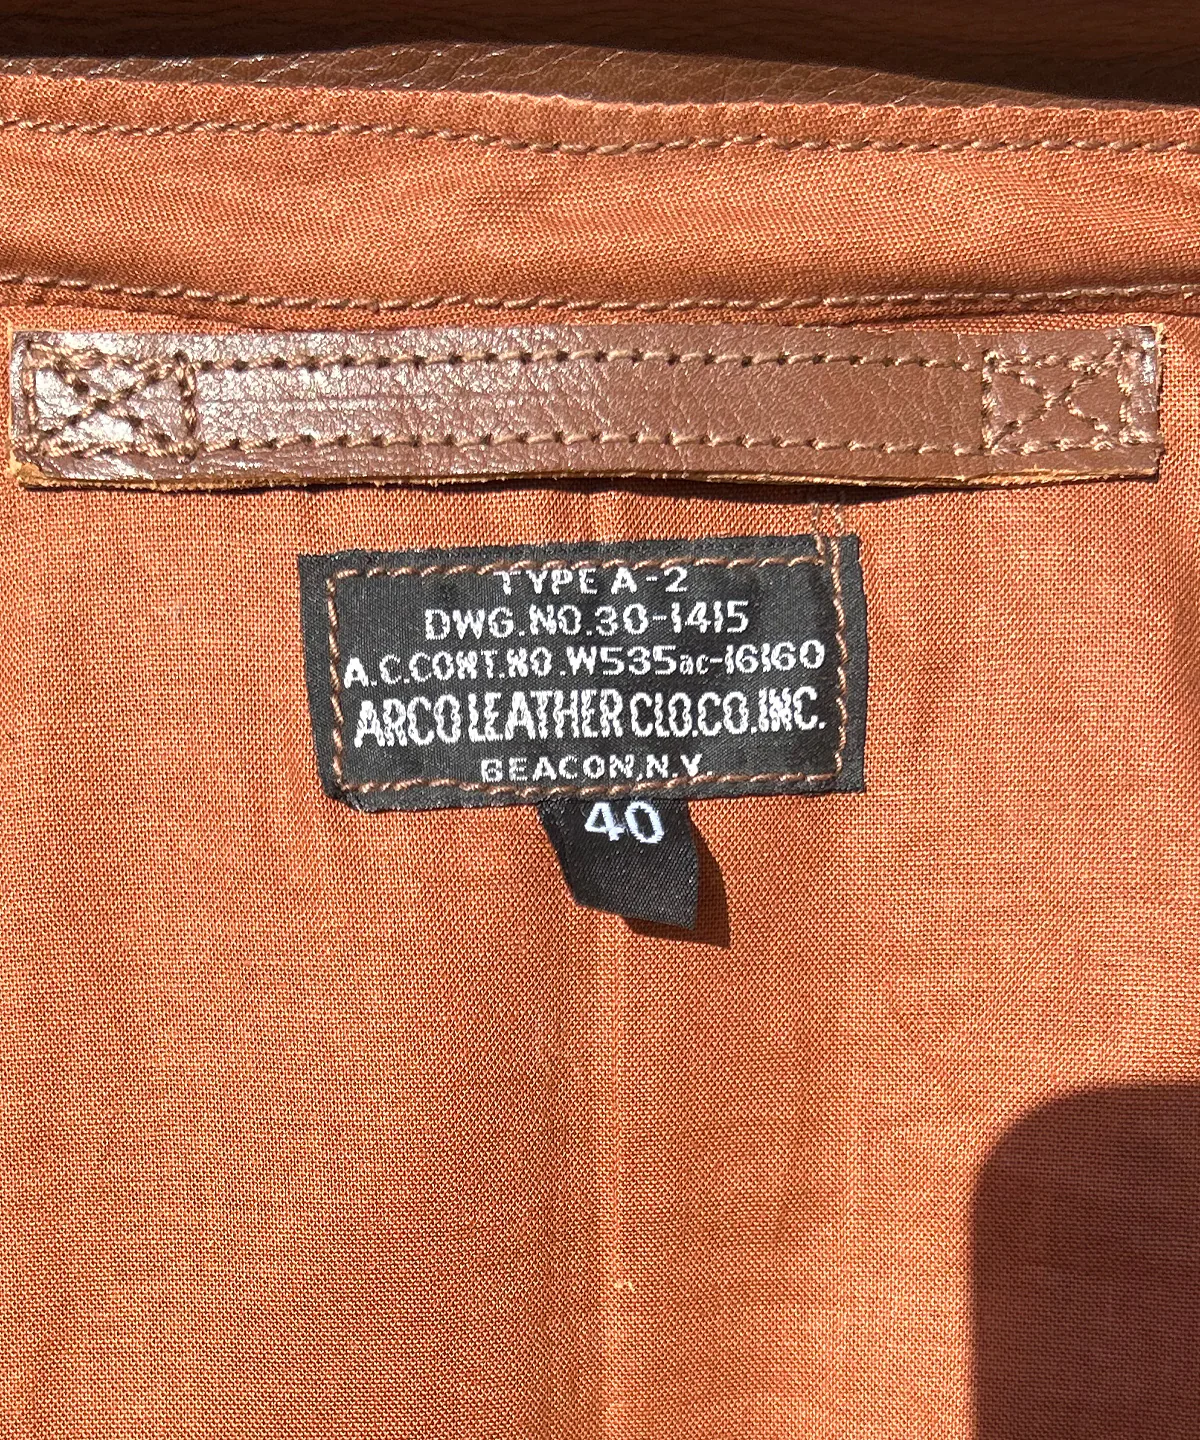 TYPE A-2
DWG.NO.30-1415
A.C.CONT.NO.W535ac-16160
ARCO LEATHER CLO.CO.INC.
BEACON,N.Y.
40